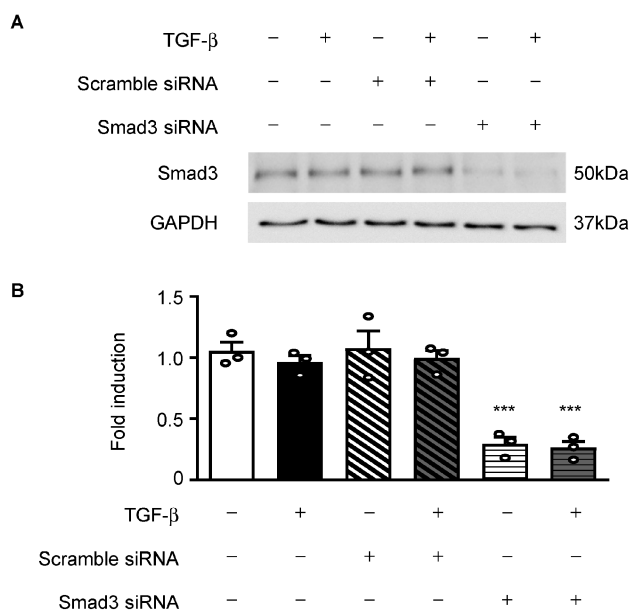 A
TGF-β – + – + – +
Scramble siRNA – – + + – –
Smad3 siRNA – – – – + +
Smad3 50kDa
GAPDH 37kDa
B
Fold induction
1.5
1.0
0.5
0
*** ***
TGF-β – + – + – +
Scramble siRNA – – + + – –
Smad3 siRNA – – – – + +